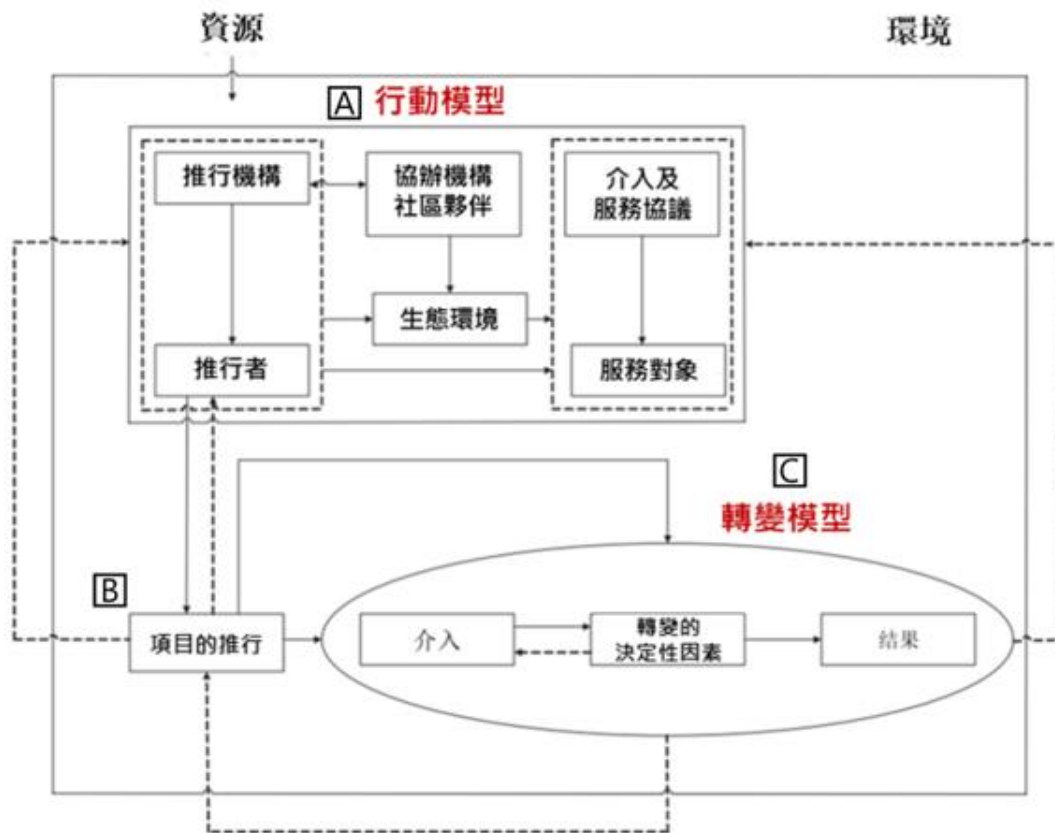 資源
環境
A 行動模型
推行機構
協辦機構
社區夥伴
介入及
服務協議
生態環境
推行者
服務對象
C
轉變模型
B
項目的推行
介入
轉變的
決定性因素
结果